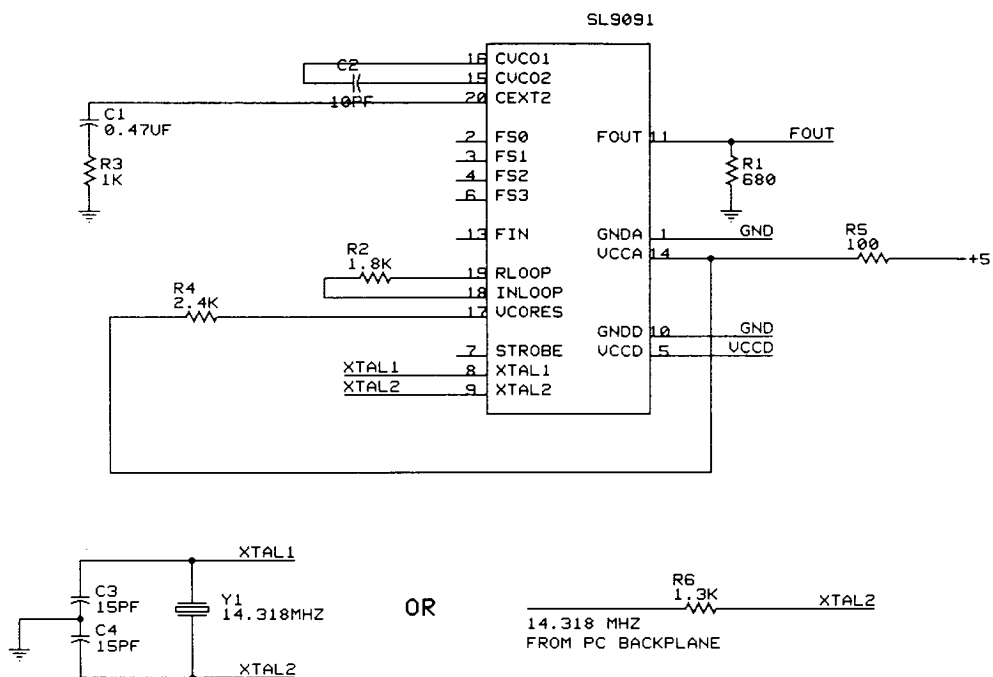 SL9091
16 CVCO1
C2
15 CVCO2
10PF
20 CEXT2
C1
0.47UF
2 FS0
FOUT 11 FOUT
3 FS1
R3
1K
R1
680
4 FS2
6 FS3
13 FIN
GNDA 1 GND
R5
100
R2
1.8K
VCCA 14
+5
19 RLOOP
18 INLOOP
R4
2.4K
17 VCORES
GNDD 10 GND
7 STROBE
VCCD 5 VCCD
XTAL1 8 XTAL1
XTAL2 9 XTAL2
XTAL1
C3
15PF
Y1
14.318MHZ
OR
R6
1.3K
XTAL2
14.318 MHZ
FROM PC BACKPLANE
C4
15PF
XTAL2